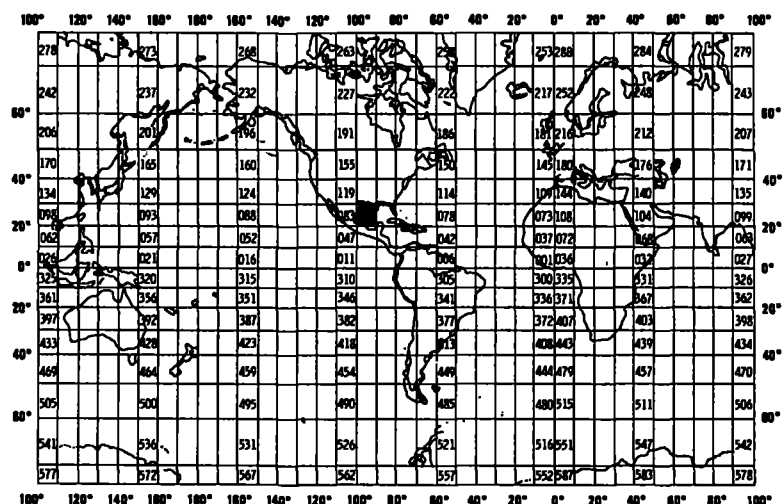 100° 120° 140° 160° 180° 160° 140° 120° 100° 80° 60° 40° 20° 0° 20° 40° 60° 80° 100°
278 273 268 263 258 253 288 284 279
242 237 232 227 222 217 252 248 243
60° 60°
206 201 196 191 186 181 216 212 207
170 165 160 155 150 145 180 176 171
40° 40°
134 129 124 119 114 109 144 140 135
098 093 088 083 078 073 108 104 099
20° 20°
062 057 052 047 042 037 072 068 063
026 021 016 011 006 001 036 032 027
0° 0°
325 320 315 310 305 300 335 331 326
361 356 351 346 341 336 371 367 362
20° 20°
397 392 387 382 377 372 407 403 398
433 428 423 418 413 408 443 439 434
40° 40°
469 464 459 454 449 444 479 457 470
505 500 495 490 485 480 515 511 506
60° 60°
541 536 531 526 521 516 551 547 542
577 572 567 562 557 552 587 583 578
100° 120° 140° 160° 180° 160° 140° 120° 100° 80° 60° 40° 20° 0° 20° 40° 60° 80° 100°